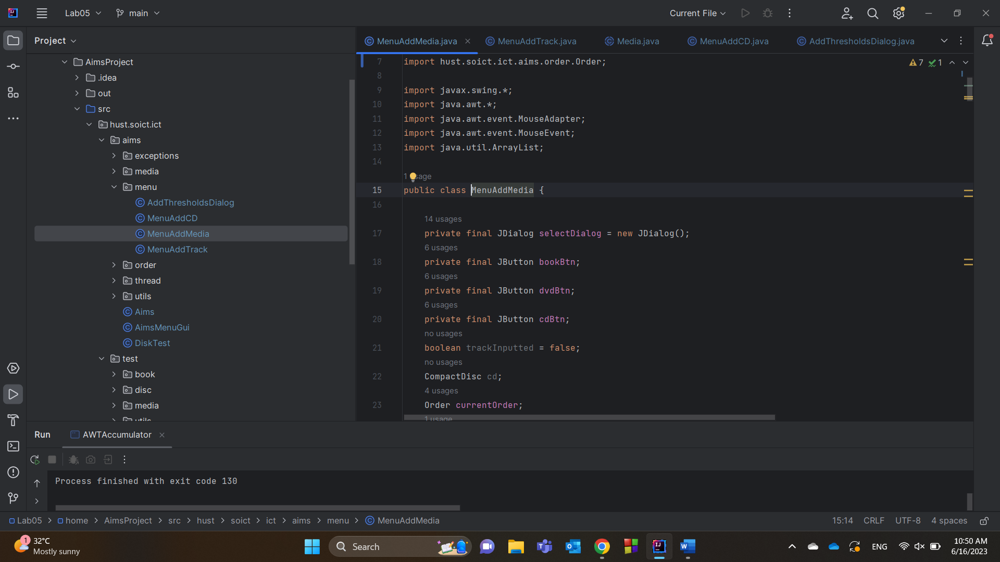 Lab05
main
Current File
Project
AimsProject
.idea
out
src
hust.soict.ict
aims
exceptions
media
menu
AddThresholdsDialog
MenuAddCD
MenuAddMedia
MenuAddTrack
order
thread
utils
Aims
AimsMenuGui
DiskTest
test
book
disc
media
utils
MenuAddMedia.java
MenuAddTrack.java
Media.java
MenuAddCD.java
AddThresholdsDialog.java
7 1
7 import hust.soict.ict.aims.order.Order;
8
9 import javax.swing.*;
10 import java.awt.*;
11 import java.awt.event.MouseAdapter;
12 import java.awt.event.MouseEvent;
13 import java.util.ArrayList;
14
1 usage
15 public class MenuAddMedia {
16
14 usages
17 private final JDialog selectDialog = new JDialog();
6 usages
18 private final JButton bookBtn;
6 usages
19 private final JButton dvdBtn;
6 usages
20 private final JButton cdBtn;
no usages
21 boolean trackInputted = false;
no usages
22 CompactDisc cd;
4 usages
23 Order currentOrder;
1 usage
Run AWTAccumulator
Process finished with exit code 130
Lab05 > home > AimsProject > src > hust > soict > ict > aims > menu > MenuAddMedia
15:14 CRLF UTF-8 4 spaces
1
32°C
Mostly sunny
Search
ENG
10:50 AM
6/16/2023